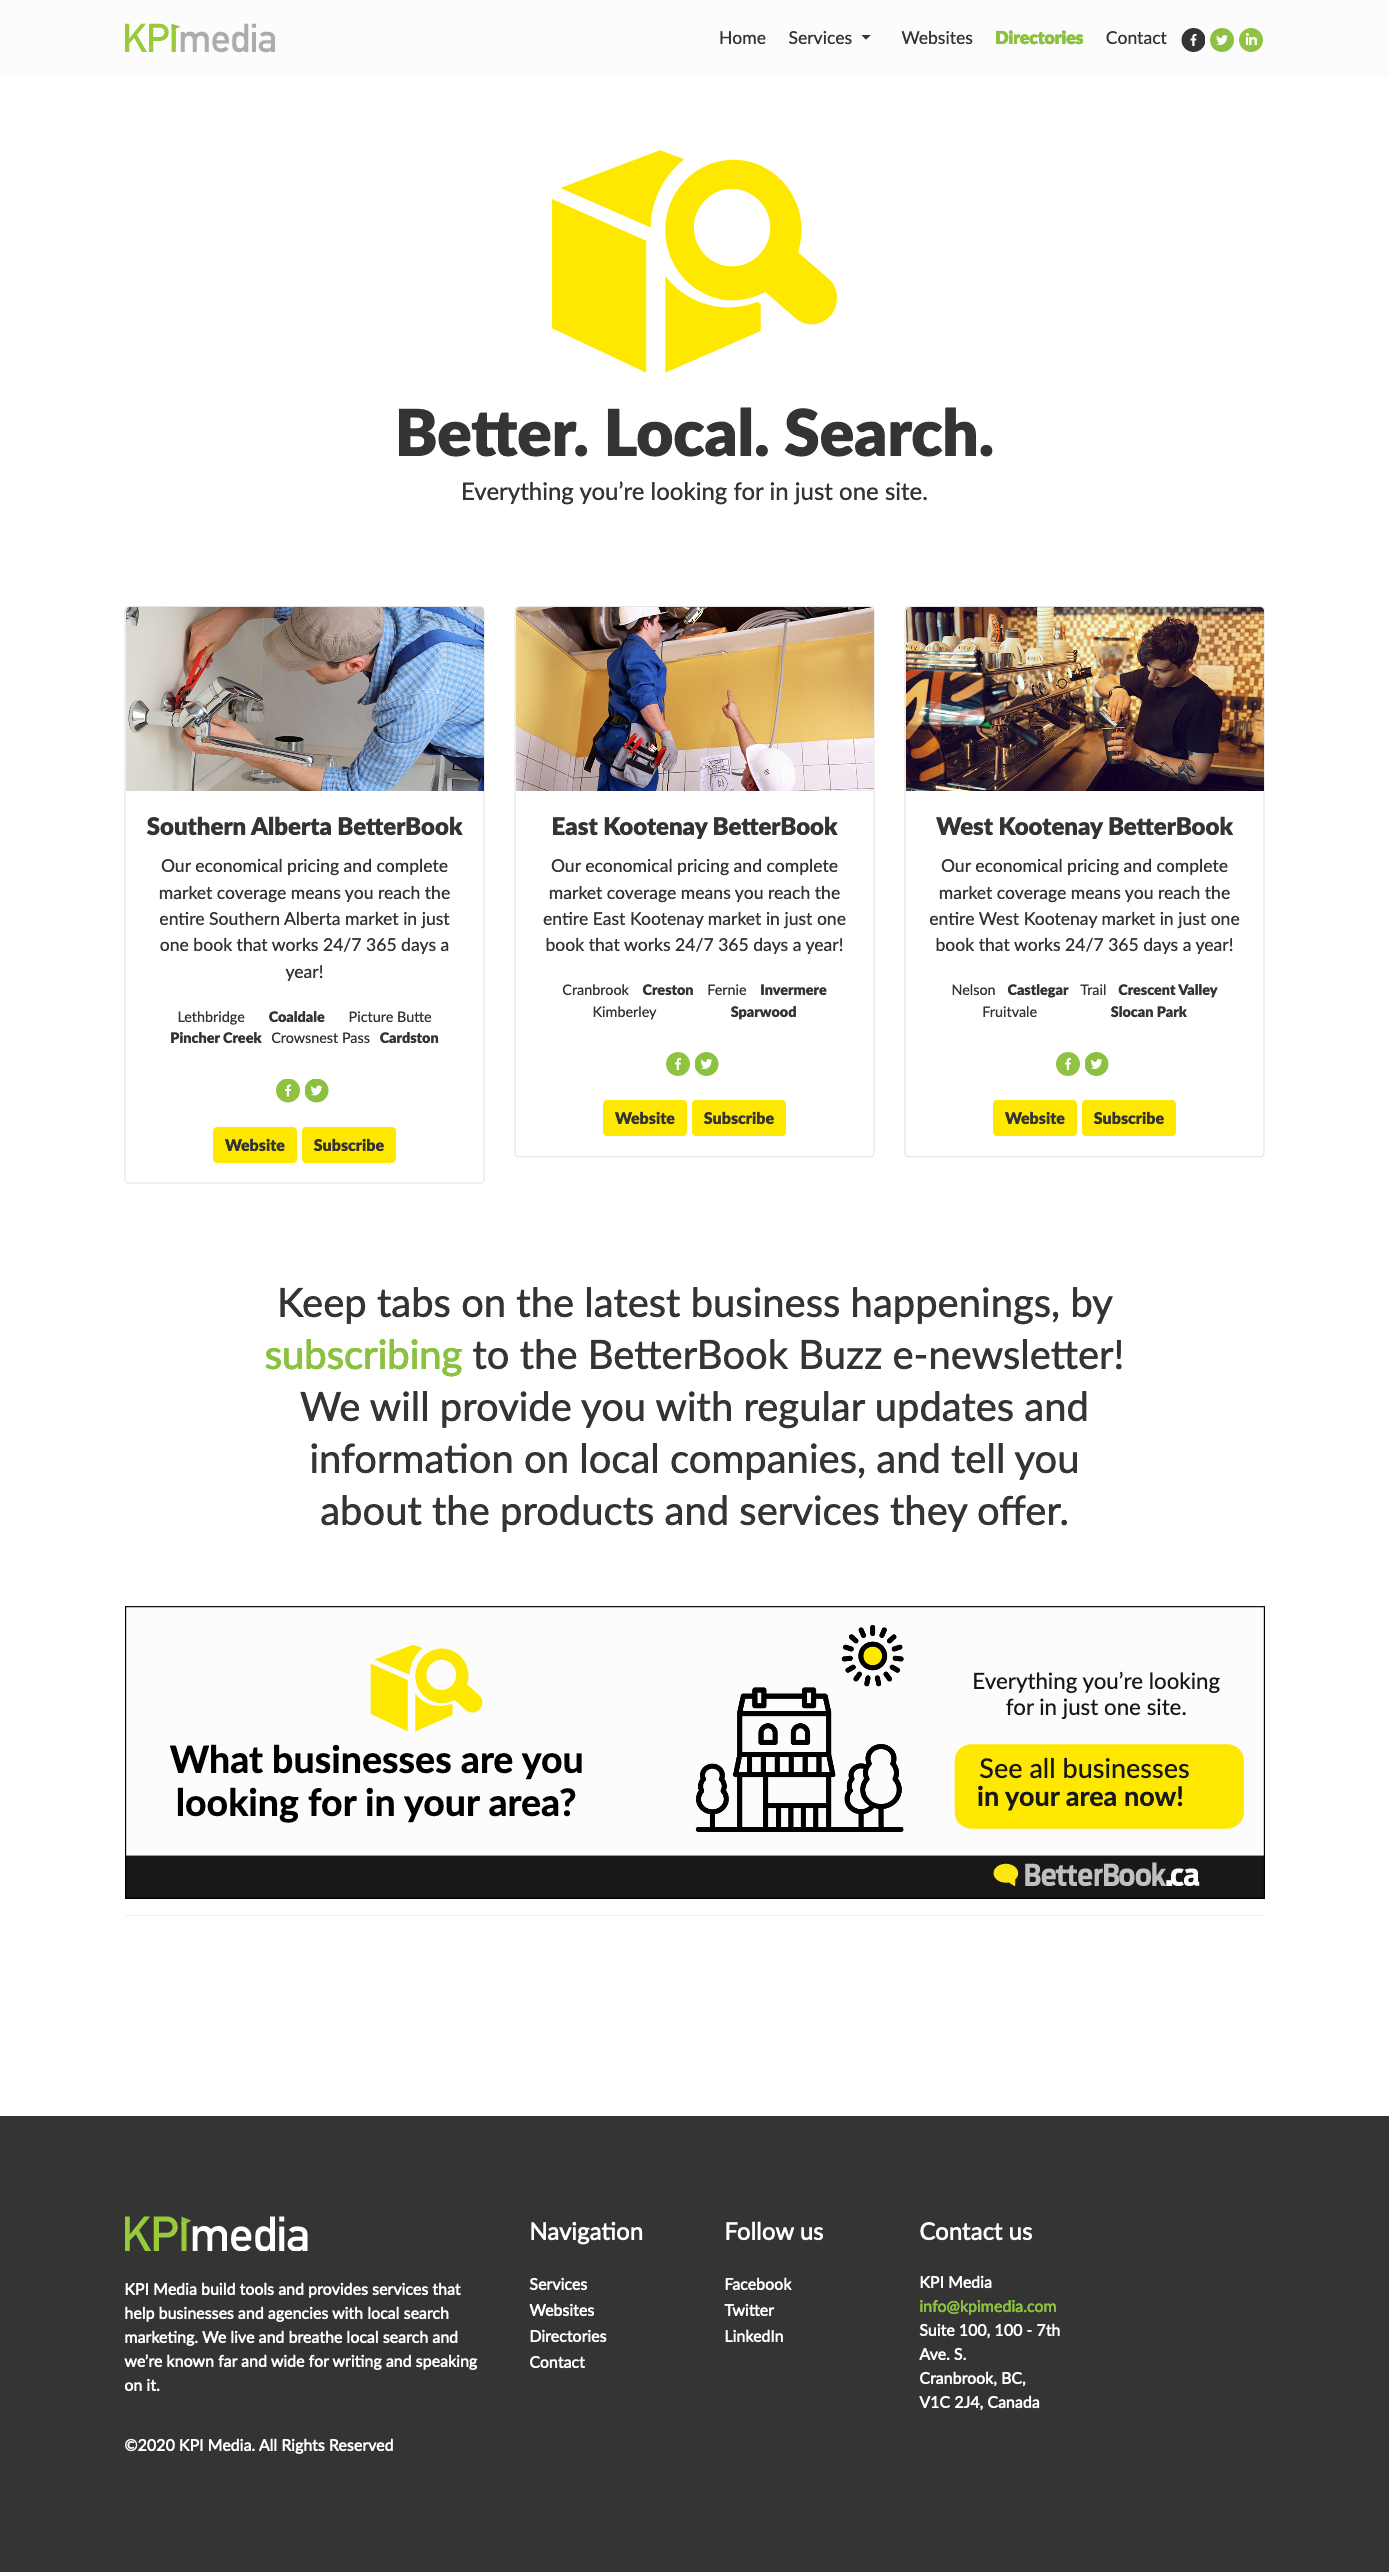 KPImedia
Home Services Websites Directories Contact
Better. Local. Search.
Everything you're looking for in just one site.
Southern Alberta BetterBook
Our economical pricing and complete
market coverage means you reach the
entire Southern Alberta market in just
one book that works 24/7 365 days a
year!
Lethbridge Coaldale Picture Butte
Pincher Creek Crowsnest Pass Cardston
Website Subscribe
East Kootenay BetterBook
Our economical pricing and complete
market coverage means you reach the
entire East Kootenay market in just one
book that works 24/7 365 days a year!
Cranbrook Creston Fernie Invermere
Kimberley Sparwood
Website Subscribe
West Kootenay BetterBook
Our economical pricing and complete
market coverage means you reach the
entire West Kootenay market in just one
book that works 24/7 365 days a year!
Nelson Castlegar Trail Crescent Valley
Fruitvale Slocan Park
Website Subscribe
Keep tabs on the latest business happenings, by
subscribing to the BetterBook Buzz e-newsletter!
We will provide you with regular updates and
information on local companies, and tell you
about the products and services they offer.
What businesses are you
looking for in your area?
Everything you're looking
for in just one site.
See all businesses
in your area now!
BetterBook.ca
KPImedia
KPI Media build tools and provides services that
help businesses and agencies with local search
marketing. We live and breathe local search and
we're known far and wide for writing and speaking
on it.
©2020 KPI Media. All Rights Reserved
Navigation
Services
Websites
Directories
Contact
Follow us
Facebook
Twitter
LinkedIn
Contact us
KPI Media
info@kpimedia.com
Suite 100, 100 - 7th
Ave. S.
Cranbrook, BC,
V1C 2J4, Canada